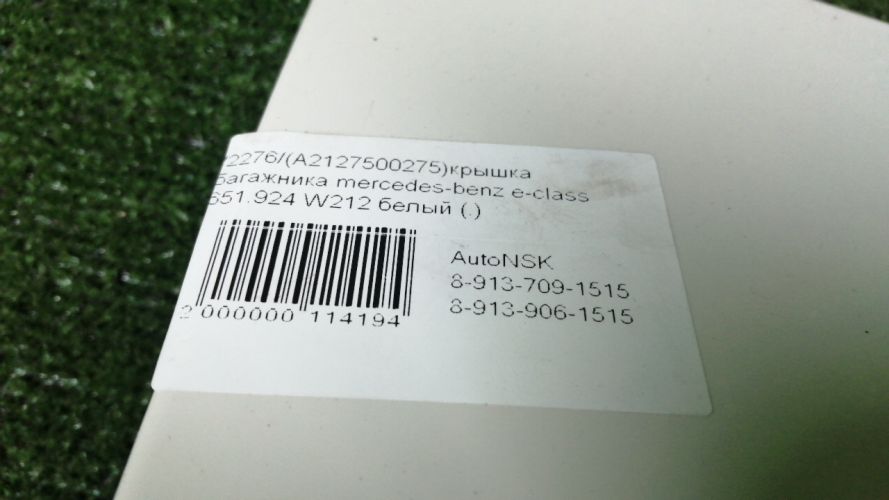 2276/(A2127500275)крышка
багажника mercedes-benz e-class
651.924 W212 белый (.)
AutoNSK
8-913-709-1515
8-913-906-1515
2 000000 114194